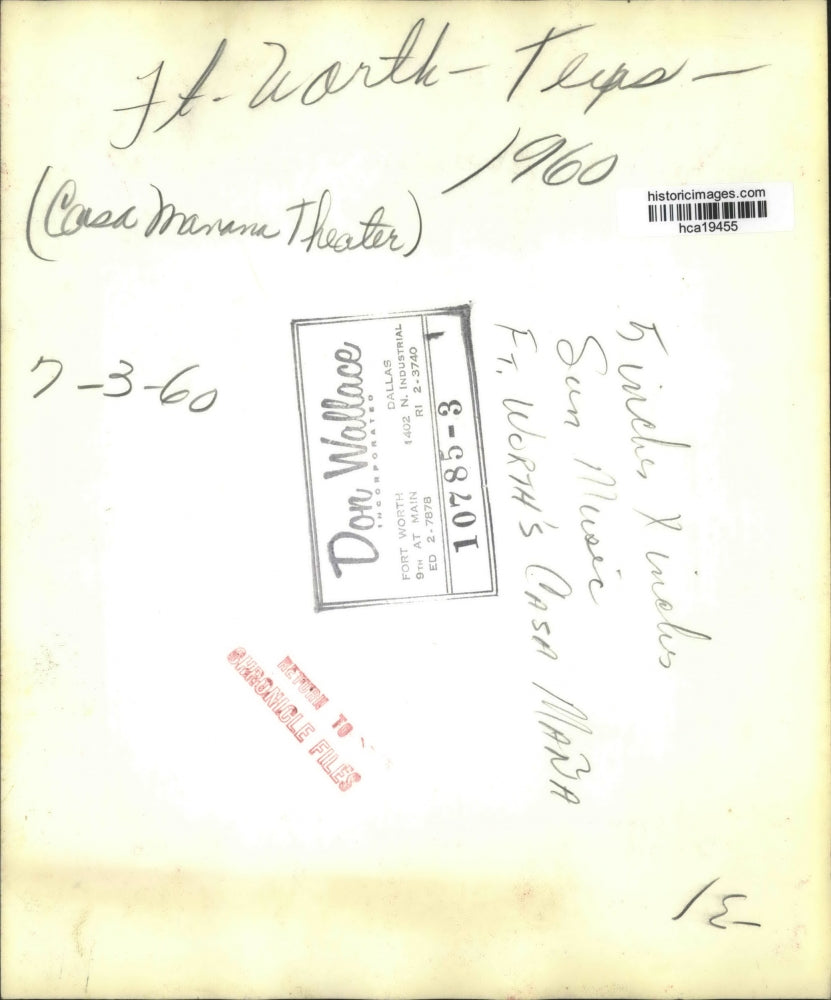 Ft. Worth - Texas -
1960
(Casa Manana Theater)
historicimages.com
hca19455
7-3-60
Don Wallace
INCORPORATED
FORT WORTH DALLAS
9TH AT MAIN 1402 N. INDUSTRIAL
ED 2-7878 RI 2-3740
10785-3 1
5 inches X inches
Sun Music
FT. WORTH'S CASA MAÑA
RETURN TO
CHRONICLE FILES